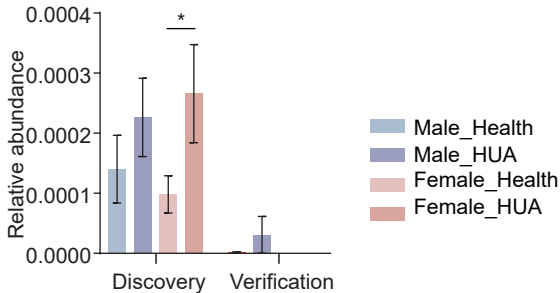 0.0004
*
0.0003
0.0002
0.0001
0.0000
Relative abundance
Discovery
Verification
Male_Health
Male_HUA
Female_Health
Female_HUA